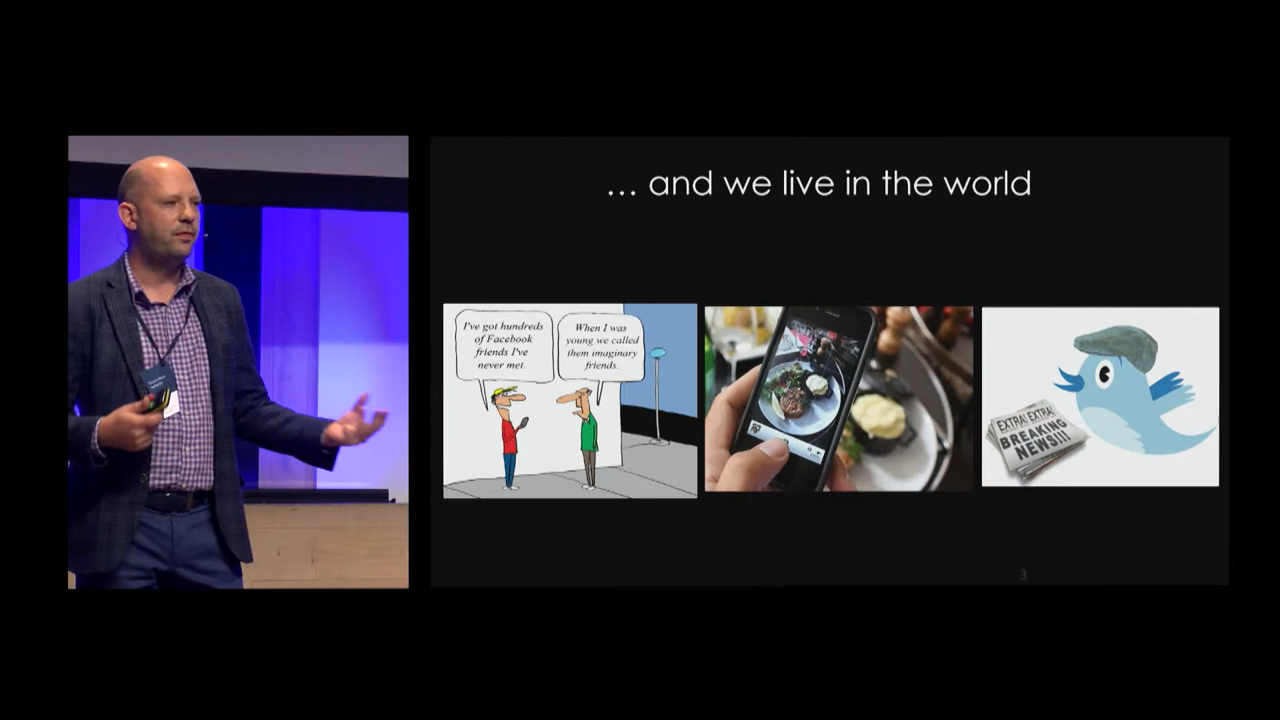 … and we live in the world
I've got hundreds
of Facebook
friends I've
never met.
When I was
young we called
them imaginary
friends.
EXTRA! EXTRA!
BREAKING
NEWS!!!
3